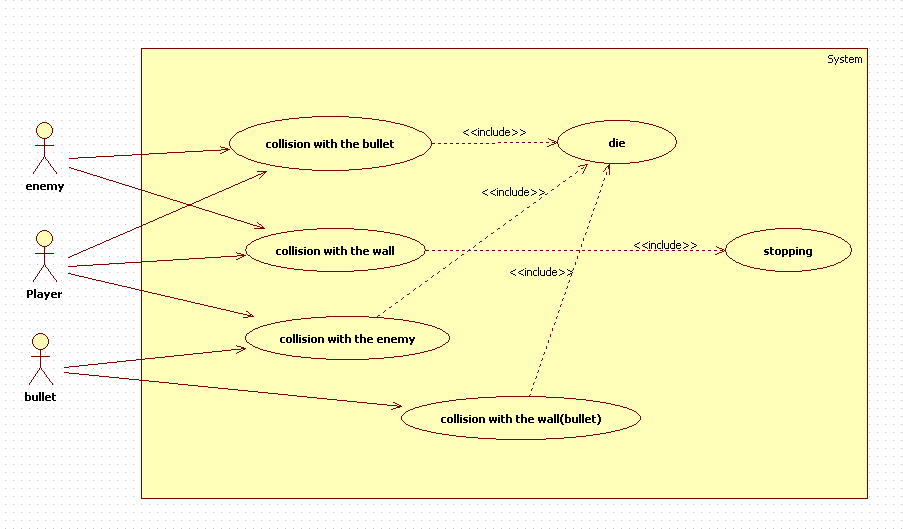 System
<<include>>
collision with the bullet
die
enemy
<<include>>
<<include>>
collision with the wall
stopping
<<include>>
Player
collision with the enemy
bullet
collision with the wall(bullet)